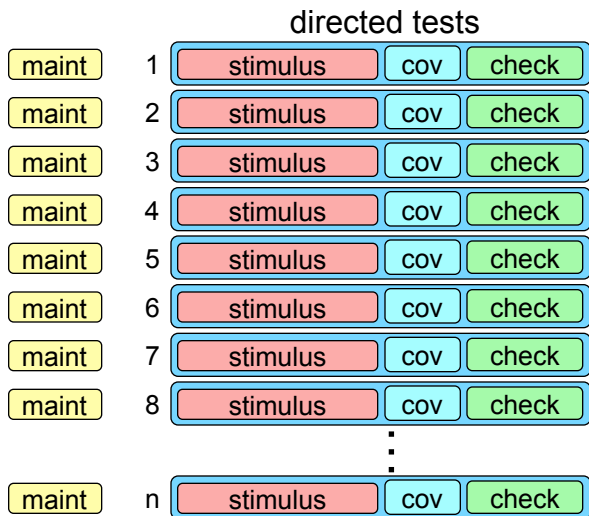 directed tests
maint 1 stimulus cov check
maint 2 stimulus cov check
maint 3 stimulus cov check
maint 4 stimulus cov check
maint 5 stimulus cov check
maint 6 stimulus cov check
maint 7 stimulus cov check
maint 8 stimulus cov check
maint n stimulus cov check